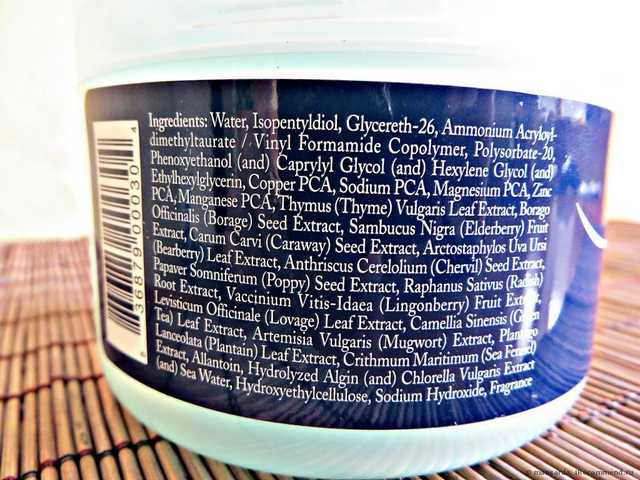 Ingredients: Water, Isopentyldiol, Glycereth-26, Ammonium Acryloyl-
dimethyltaurate / Vinyl Formamide Copolymer, Polysorbate-20,
Phenoxyethanol (and) Caprylyl Glycol (and) Hexylene Glycol (and)
Ethylhexylglycerin, Copper PCA, Sodium PCA, Magnesium PCA, Zinc
PCA, Manganese PCA, Thymus (Thyme) Vulgaris Leaf Extract, Borago
Officinalis (Borage) Seed Extract, Sambucus Nigra (Elderberry) Fruit
Extract, Carum Carvi (Caraway) Seed Extract, Arctostaphylos Uva Ursi
(Bearberry) Leaf Extract, Anthriscus Cerelolium (Chervil) Seed Extract,
Papaver Somniferum (Poppy) Seed Extract, Raphanus Sativus (Radish)
Root Extract, Vaccinium Vitis-Idaea (Lingonberry) Fruit Extract,
Levisticum Officinale (Lovage) Leaf Extract, Camellia Sinensis (Green
Tea) Leaf Extract, Artemisia Vulgaris (Mugwort) Extract, Plantago
Lanceolata (Plantain) Leaf Extract, Crithmum Maritimum (Sea Fennel)
Extract, Allantoin, Hydrolyzed Algin (and) Chlorella Vulgaris Extract
(and) Sea Water, Hydroxyethylcellulose, Sodium Hydroxide, Fragrance
6 36879 00030 4